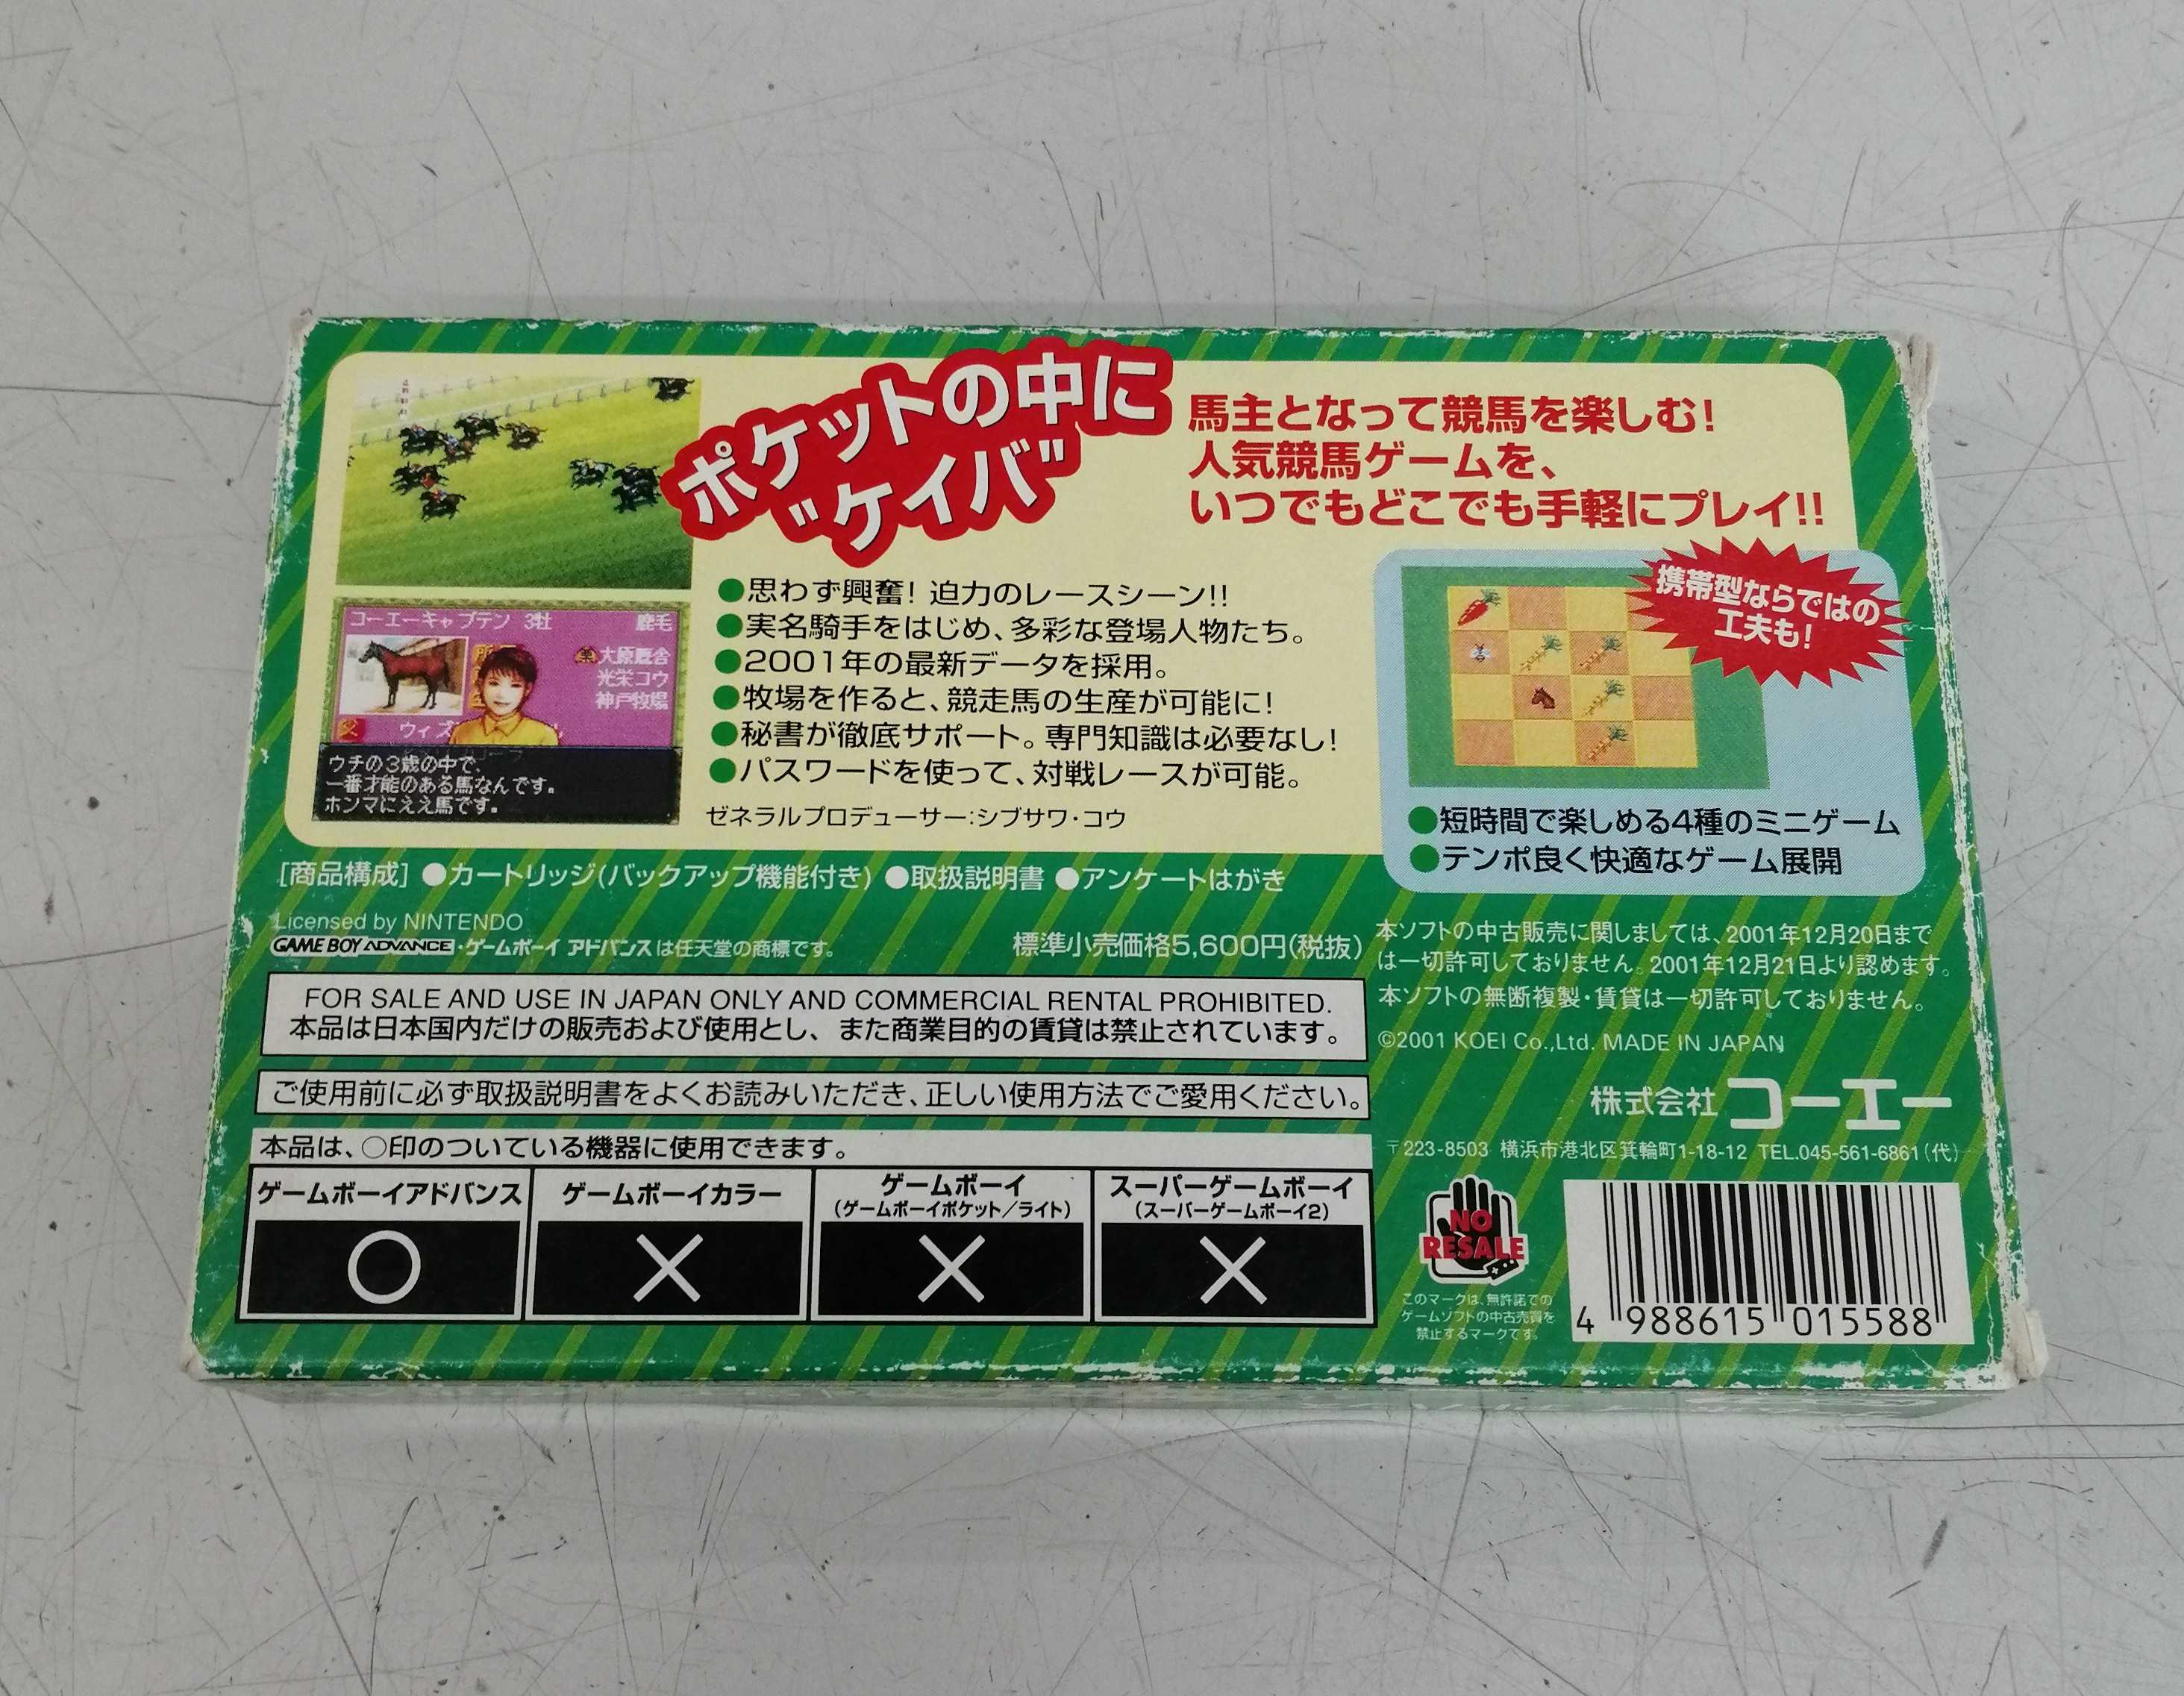 ポケットの中に
"ケイバ"
馬主となって競馬を楽しむ!
人気競馬ゲームを、
いつでもどこでも手軽にプレイ!!
コーエーキャプテン 3牡 鹿毛
大原厩舎
光栄コウ
神戸牧場
父 ウィズ
ウチの3歳の中で、
一番才能のある馬なんです。
ホンマにええ馬です。
●思わず興奮! 迫力のレースシーン!!
●実名騎手をはじめ、多彩な登場人物たち。
●2001年の最新データを採用。
●牧場を作ると、競走馬の生産が可能に!
●秘書が徹底サポート。専門知識は必要なし!
●パスワードを使って、対戦レースが可能。
ゼネラルプロデューサー:シブサワ・コウ
携帯型ならではの
工夫も!
●短時間で楽しめる4種のミニゲーム
●テンポ良く快適なゲーム展開
[商品構成] ●カートリッジ(バックアップ機能付き) ●取扱説明書 ●アンケートはがき
Licensed by NINTENDO
GAME BOY ADVANCE・ゲームボーイ アドバンスは任天堂の商標です。
標準小売価格5,600円(税抜)
本ソフトの中古販売に関しましては、2001年12月20日まで
は一切許可しておりません。2001年12月21日より認めます。
本ソフトの無断複製・賃貸は一切許可しておりません。
©2001 KOEI Co.,Ltd. MADE IN JAPAN
FOR SALE AND USE IN JAPAN ONLY AND COMMERCIAL RENTAL PROHIBITED.
本品は日本国内だけの販売および使用とし、また商業目的の賃貸は禁止されています。
ご使用前に必ず取扱説明書をよくお読みいただき、正しい使用方法でご愛用ください。
本品は、○印のついている機器に使用できます。
ゲームボーイアドバンス
○
ゲームボーイカラー
×
ゲームボーイ
(ゲームボーイポケット/ライト)
×
スーパーゲームボーイ
(スーパーゲームボーイ2)
×
株式会社 コーエー
〒223-8503 横浜市港北区箕輪町1-18-12 TEL.045-561-6861(代)
NO
RESALE
このマークは、無許諾での
ゲームソフトの中古売買を
禁止するマークです。
4 988615 015588